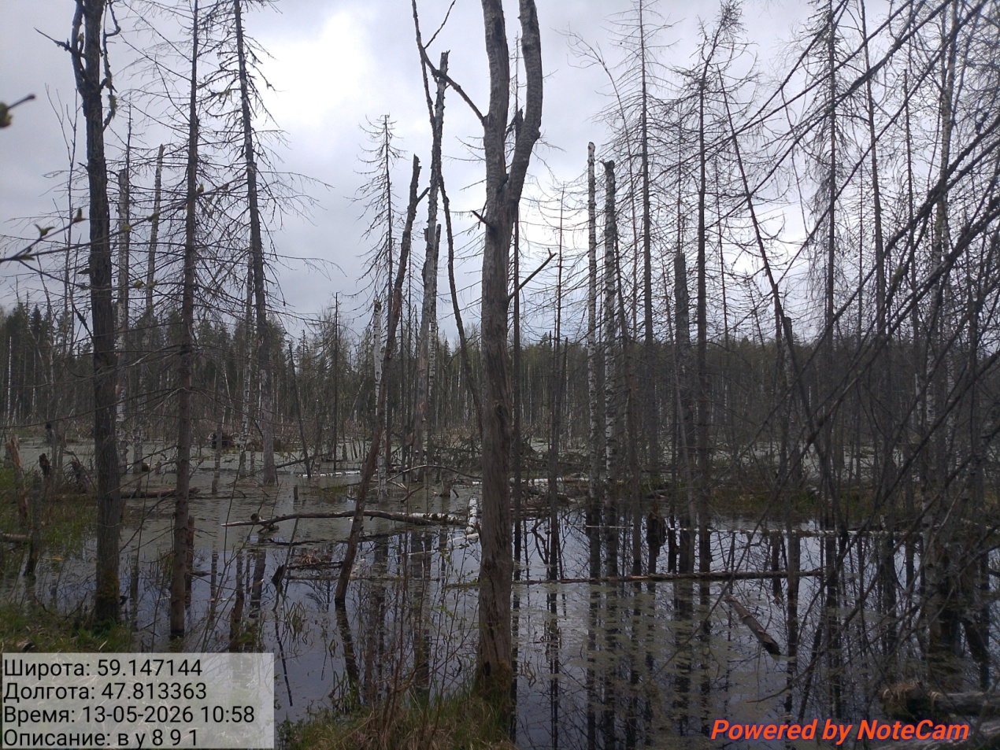 Широта: 59.147144
Долгота: 47.813363
Время: 13-05-2026 10:58
Описание: в у 8 9 1
Powered by NoteCam